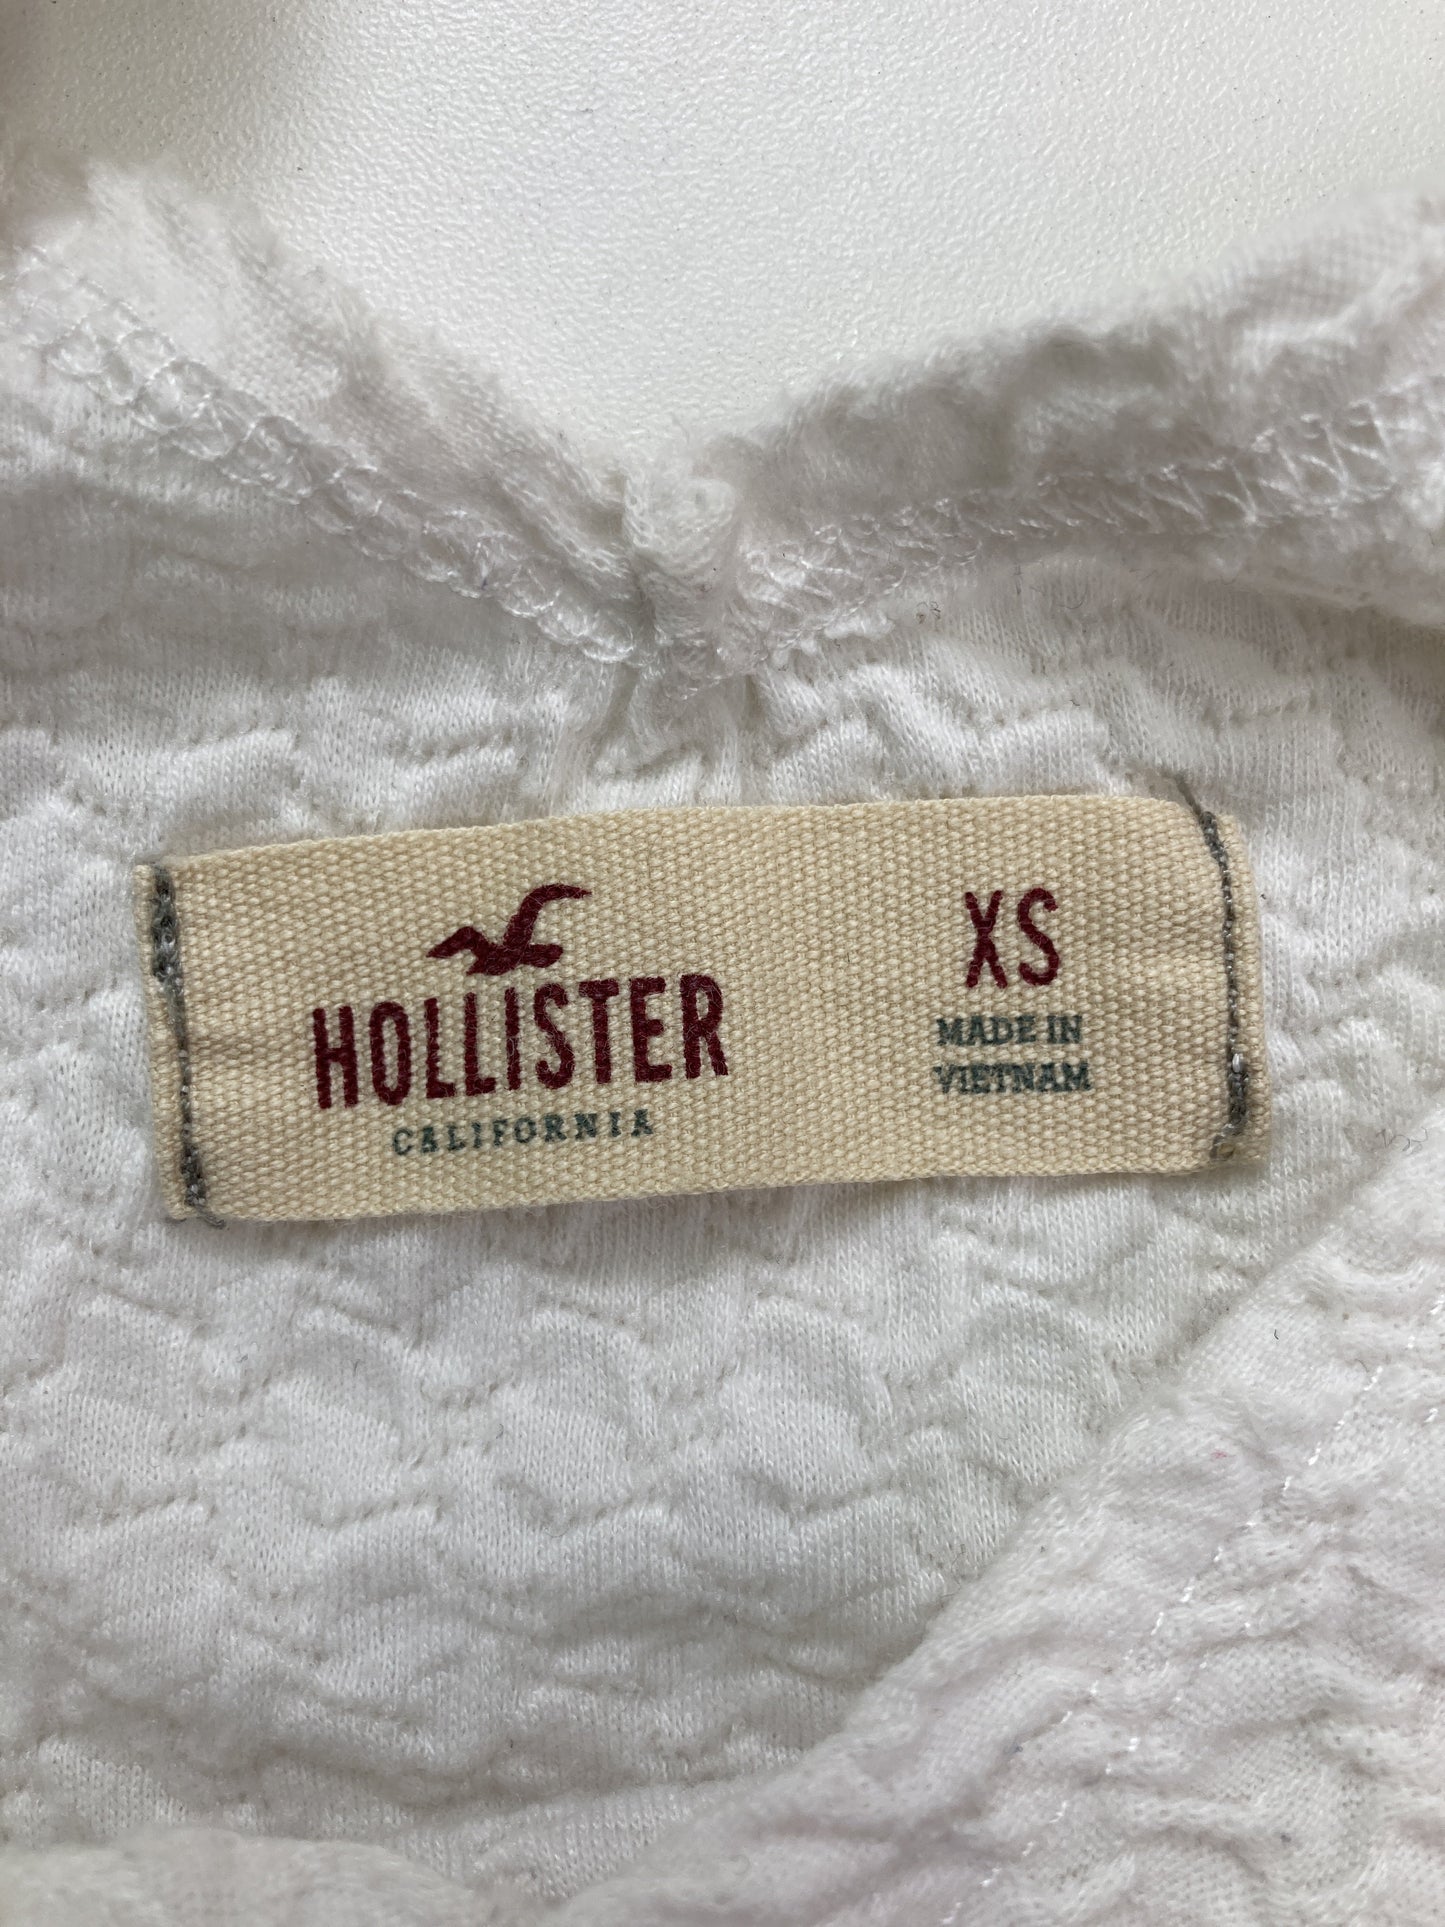 HOLLISTER
CALIFORNIA
XS
MADE IN
VIETNAM